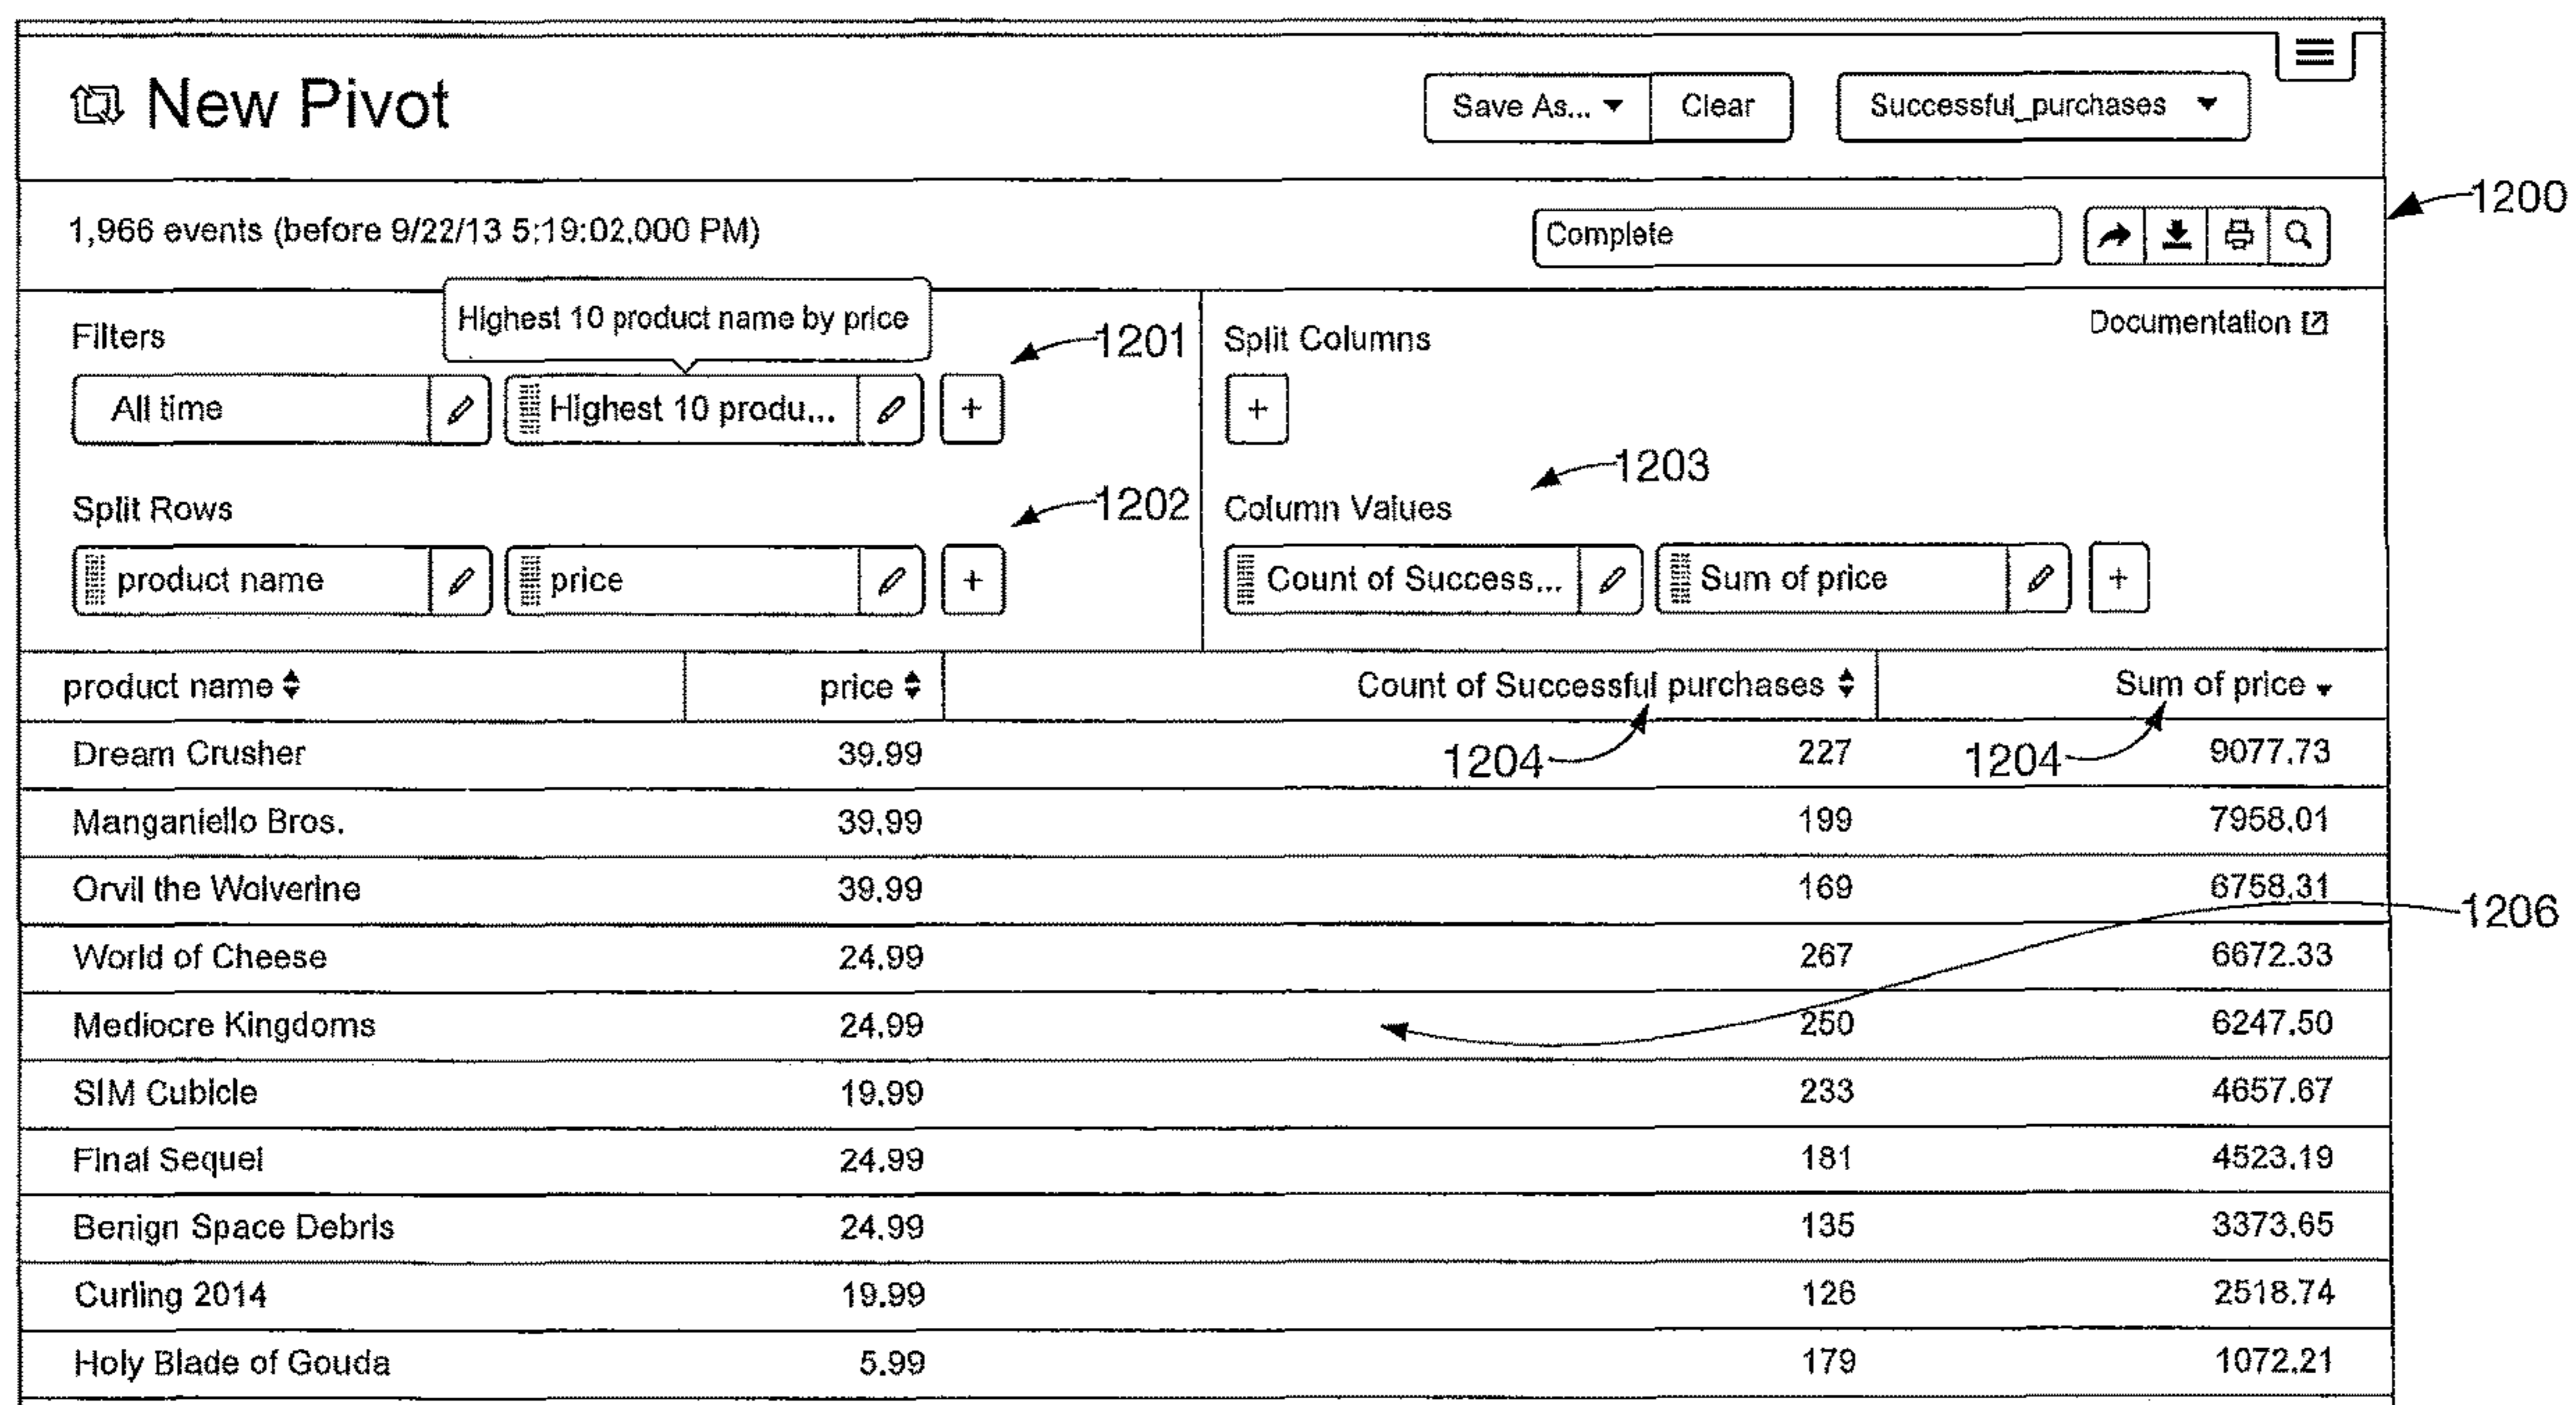 New Pivot
Save As... Clear Successful_purchases
1200
1,966 events (before 9/22/13 5:19:02.000 PM)
Complete
Highest 10 product name by price
Filters
1201
Split Columns
Documentation
All time
Highest 10 produ...
+
+
1203
Split Rows
1202
Column Values
product name
price
+
Count of Success...
Sum of price
+
product name price Count of Successful purchases Sum of price
Dream Crusher 39.99 1204 227 1204 9077.73
Manganiello Bros. 39.99 199 7958.01
Orvil the Wolverine 39.99 169 6758.31
1206
World of Cheese 24.99 267 6672.33
Mediocre Kingdoms 24.99 250 6247.50
SIM Cubicle 19.99 233 4657.67
Final Sequel 24.99 181 4523.19
Benign Space Debris 24.99 135 3373.65
Curling 2014 19.99 126 2518.74
Holy Blade of Gouda 5.99 179 1072.21